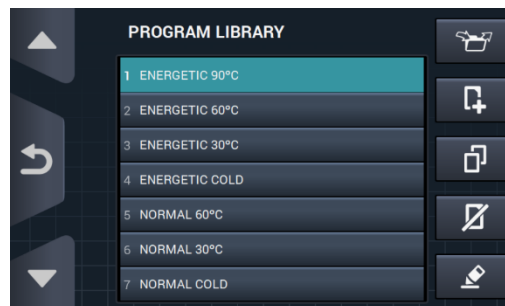 PROGRAM LIBRARY
1 ENERGETIC 90ºC
2 ENERGETIC 60ºC
3 ENERGETIC 30ºC
4 ENERGETIC COLD
5 NORMAL 60ºC
6 NORMAL 30ºC
7 NORMAL COLD